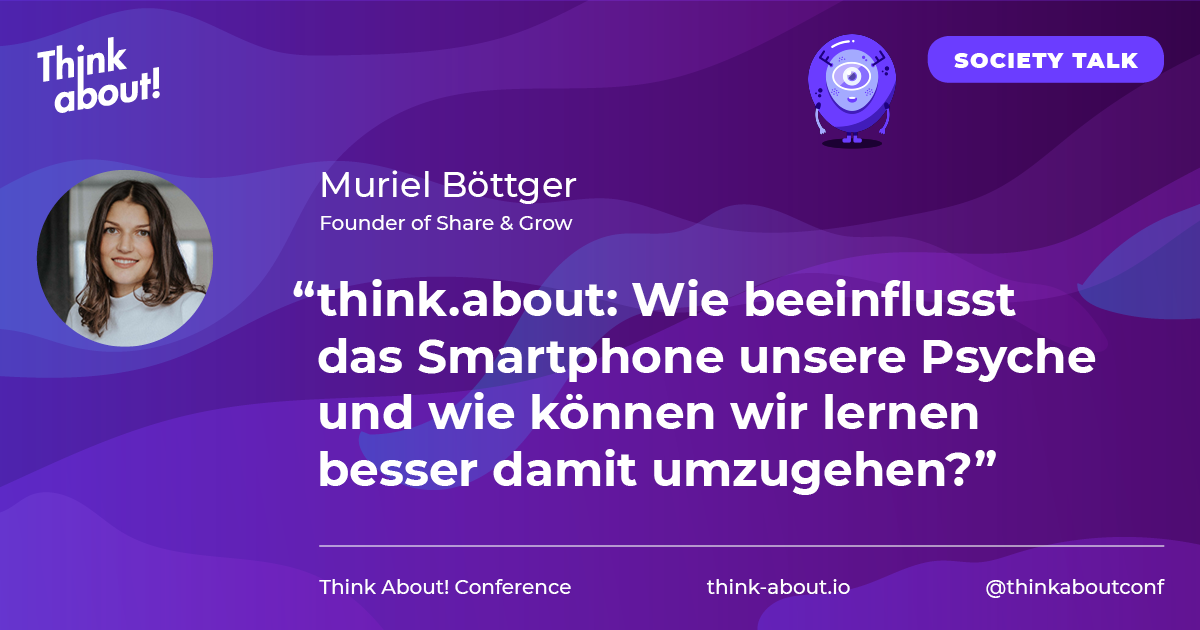 Think
about!
SOCIETY TALK
Muriel Böttger
Founder of Share & Grow
“think.about: Wie beeinflusst
das Smartphone unsere Psyche
und wie können wir lernen
besser damit umzugehen?”
Think About! Conference
think-about.io
@thinkaboutconf